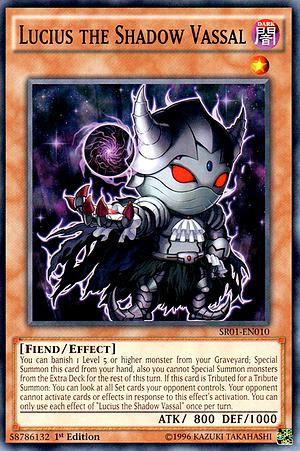 Lucius the Shadow Vassal
DARK
闇
SR01-EN010
[Fiend/Effect]
You can banish 1 Level 5 or higher monster from your Graveyard; Special
Summon this card from your hand, also you cannot Special Summon monsters
from the Extra Deck for the rest of this turn. If this card is Tributed for a Tribute
Summon: You can look at all Set cards your opponent controls. Your opponent
cannot activate cards or effects in response to this effect's activation. You can
only use each effect of "Lucius the Shadow Vassal" once per turn.
ATK/ 800 DEF/1000
58786132 1st Edition ©1996 KAZUKI TAKAHASHI